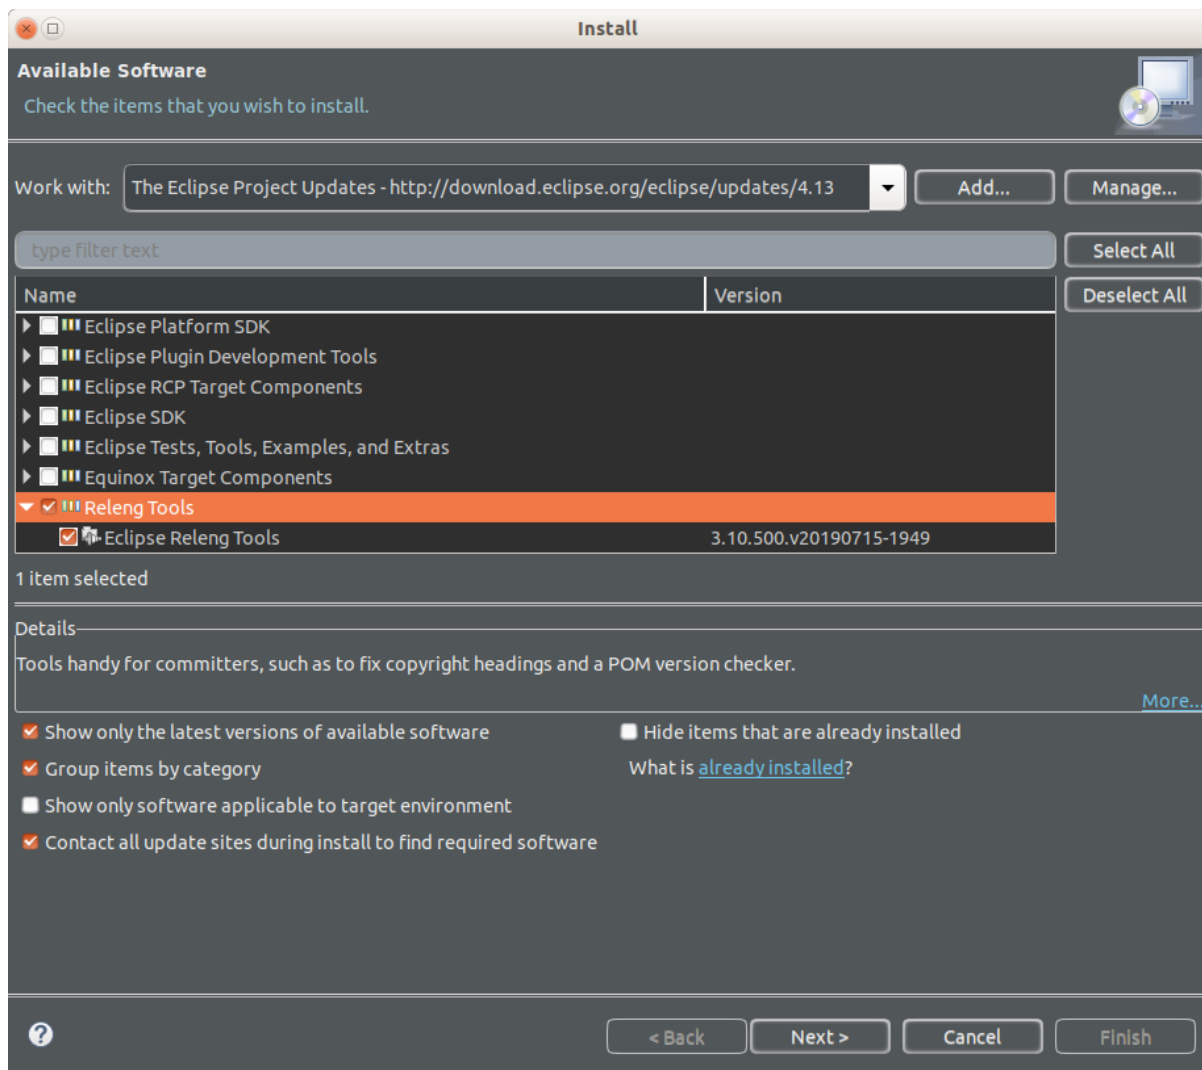 Install
Available Software
Check the items that you wish to install.
Work with: The Eclipse Project Updates - http://download.eclipse.org/eclipse/updates/4.13 Add... Manage...
type filter text Select All
Name Version Deselect All
Eclipse Platform SDK
Eclipse Plugin Development Tools
Eclipse RCP Target Components
Eclipse SDK
Eclipse Tests, Tools, Examples, and Extras
Equinox Target Components
Releng Tools
Eclipse Releng Tools 3.10.500.v20190715-1949
1 item selected
Details
Tools handy for committers, such as to fix copyright headings and a POM version checker.
More...
Show only the latest versions of available software Hide items that are already installed
Group items by category What is already installed?
Show only software applicable to target environment
Contact all update sites during install to find required software
? < Back Next > Cancel Finish